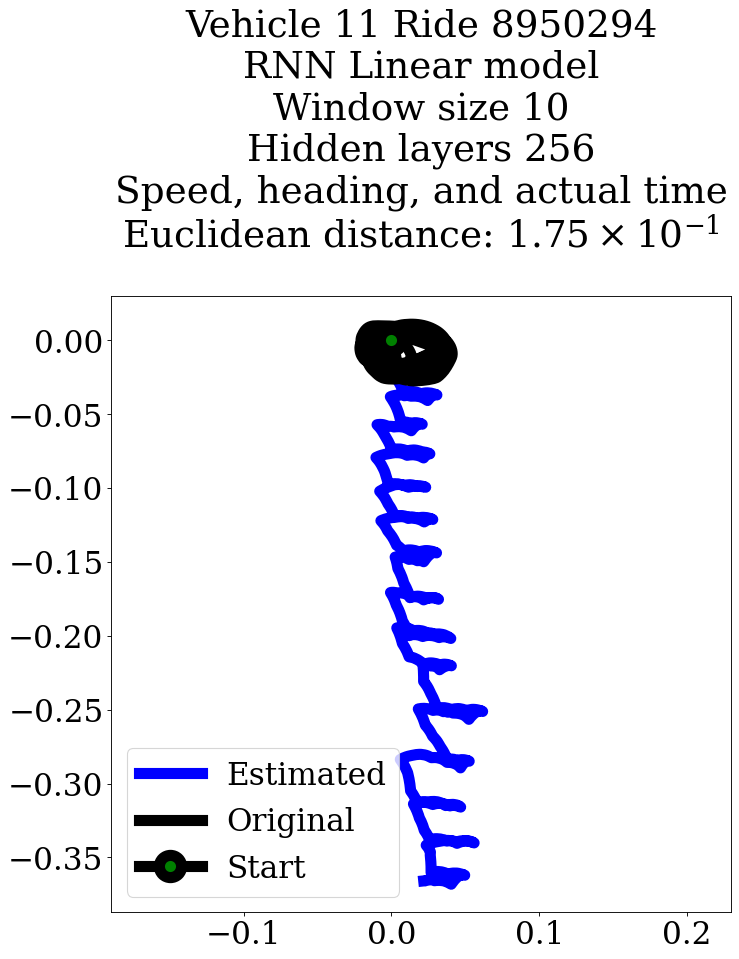 Vehicle 11 Ride 8950294
RNN Linear model
Window size 10
Hidden layers 256
Speed, heading, and actual time
Euclidean distance: 1.75 × 10⁻¹
0.00
−0.05
−0.10
−0.15
−0.20
−0.25
−0.30
−0.35
Estimated
Original
Start
−0.1 0.0 0.1 0.2